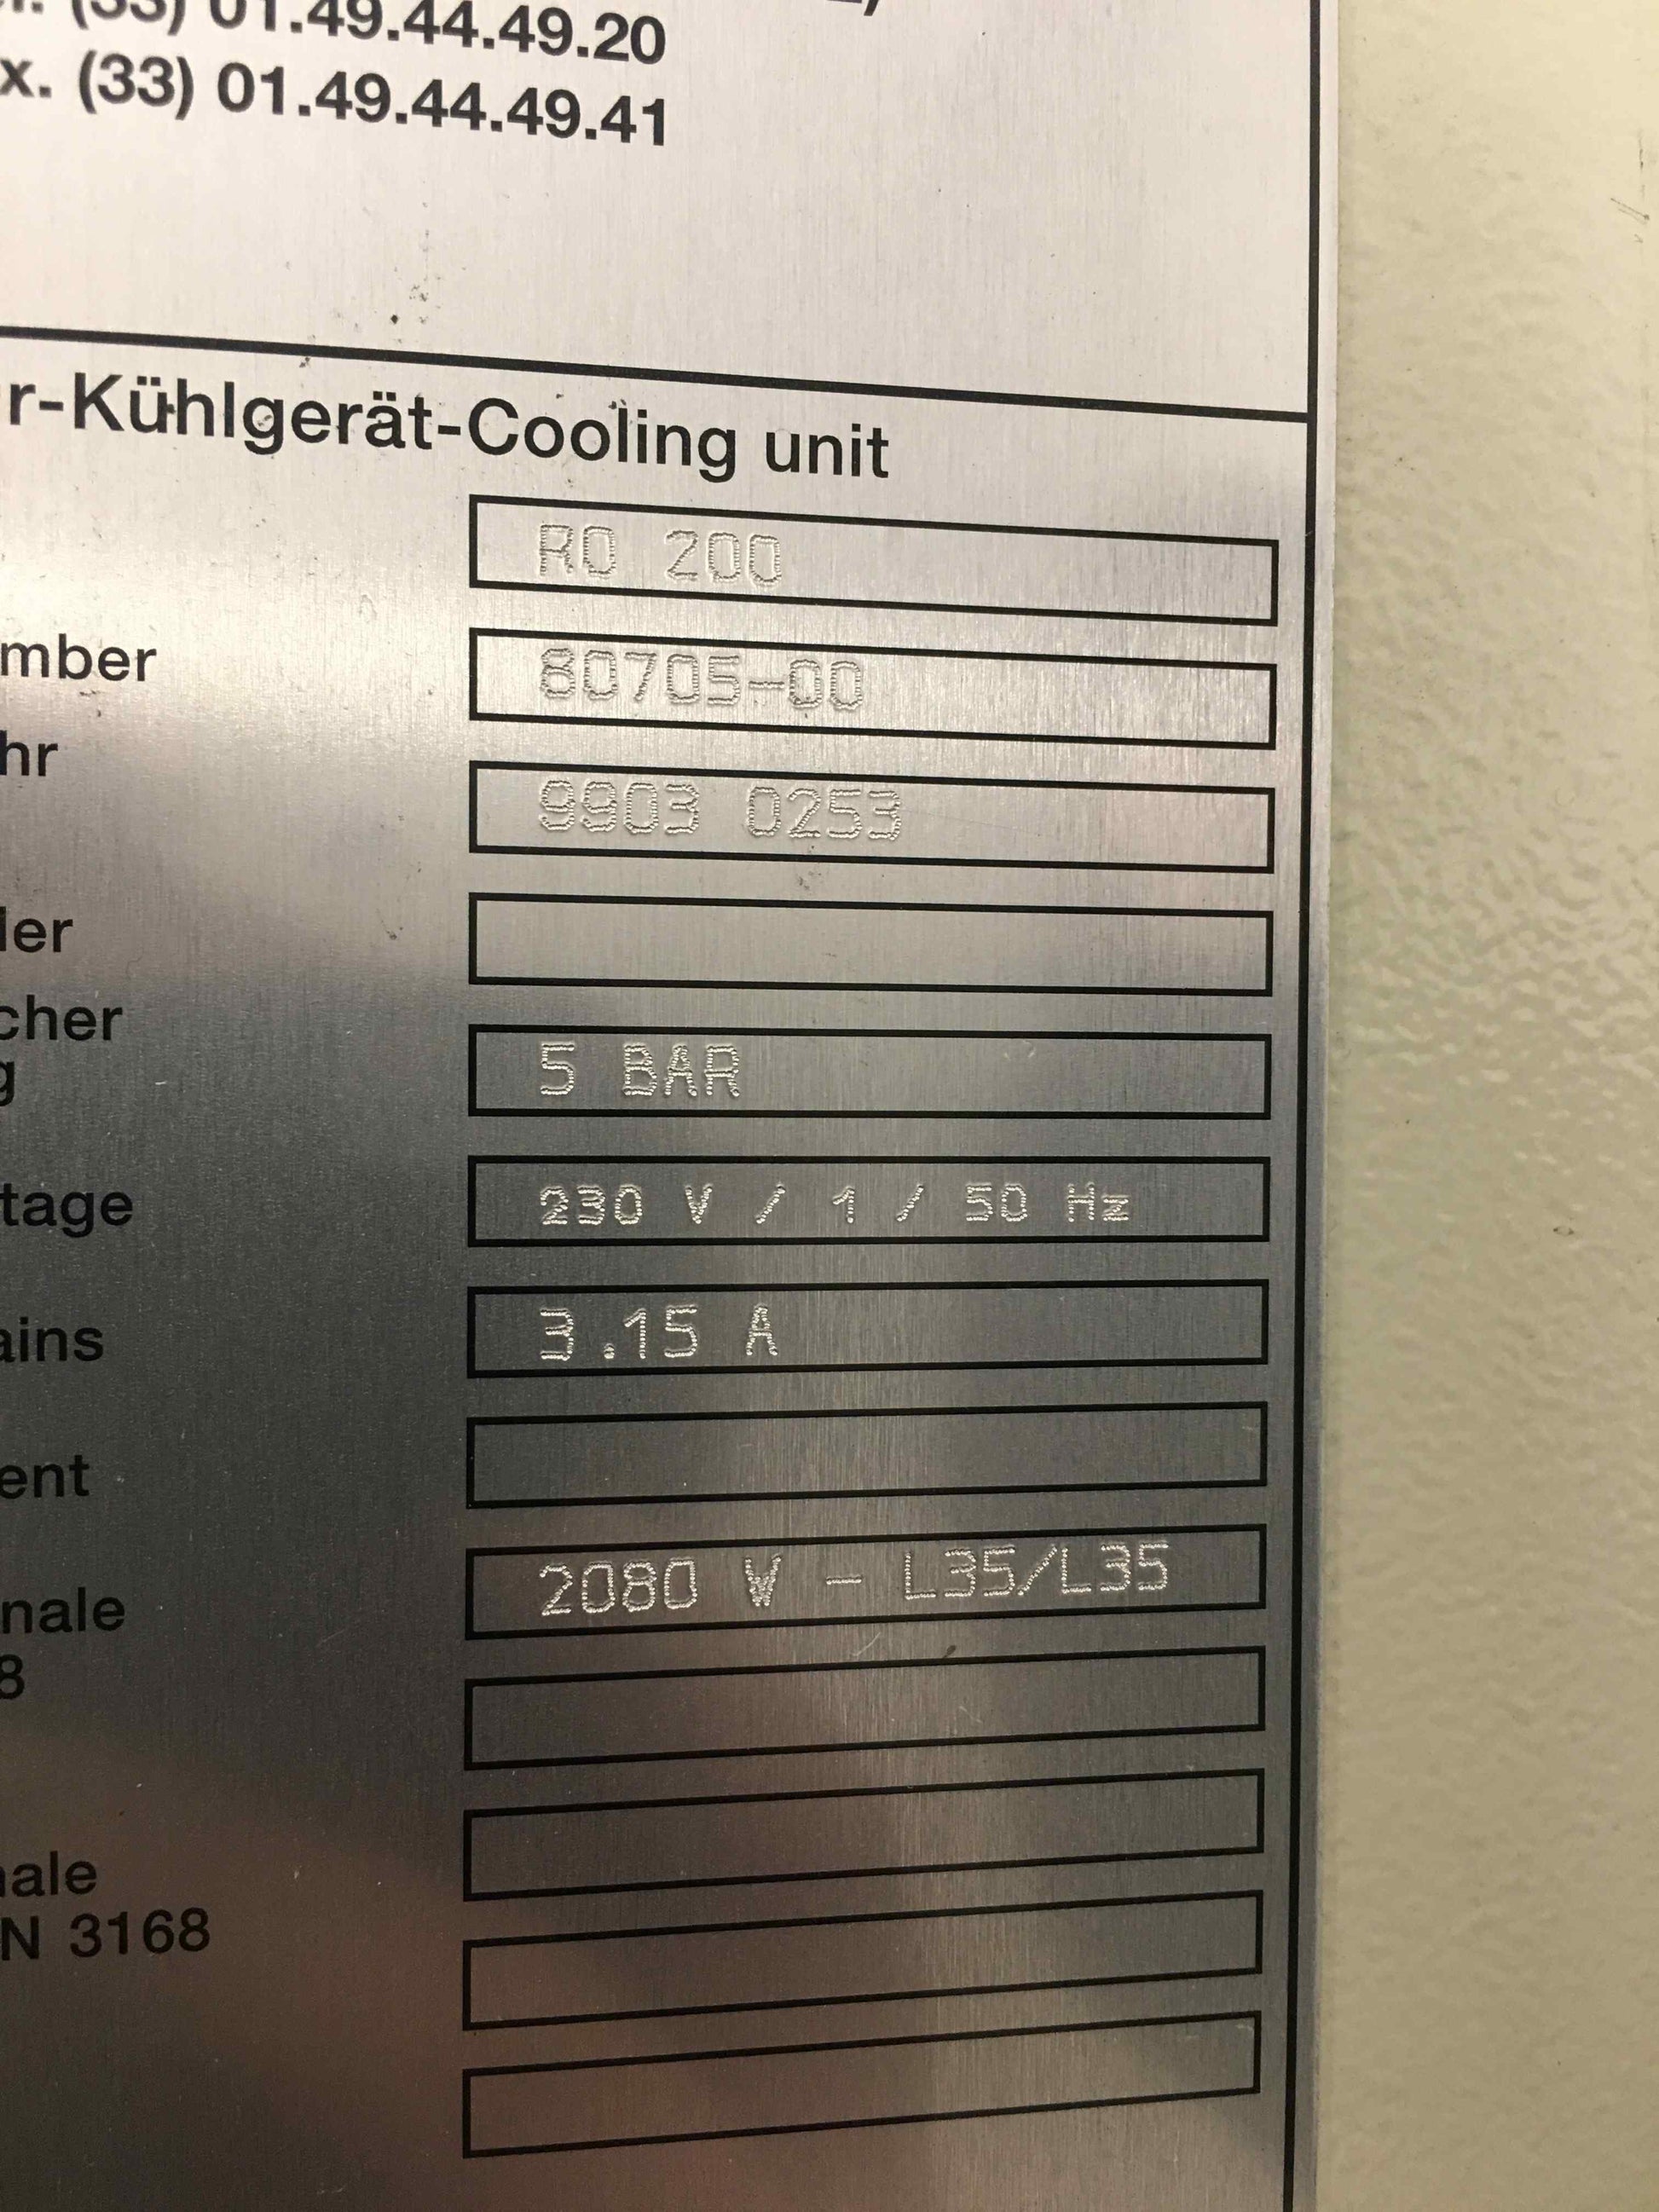 (33) 01.49.44.49.20
x. (33) 01.49.44.49.41
r-Kühlgerät-Cooling unit
RO 200
mber 80705-00
hr
9903 0253
ler
cher
g
5 BAR
tage 230 V / 1 / 50 Hz
ains 3.15 A
ent
2080 W - L35/L35
nale
8
nale
N 3168